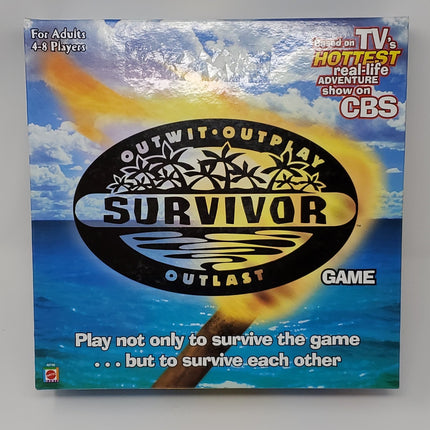 For Adults
4-8 Players
Based on TV's
HOTTEST
real-life
ADVENTURE
show on
CBS
OUTWIT · OUTPLAY
SURVIVOR
OUTLAST
GAME
Play not only to survive the game
. . . but to survive each other